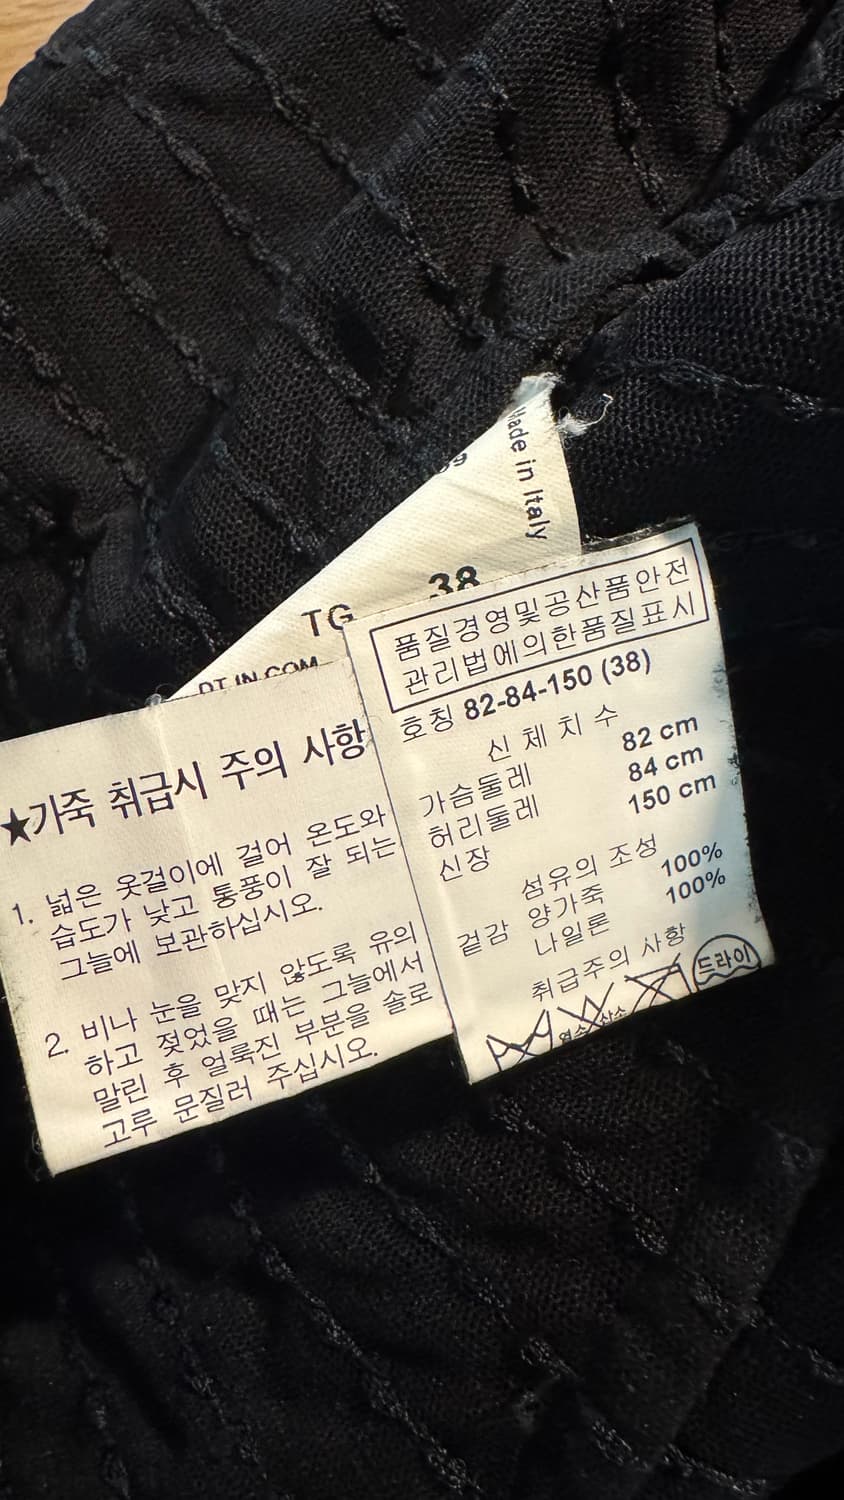 Made in Italy
TG 38
품질경영및공산품안전
관리법에의한품질표시
호칭 82-84-150 (38)
신 체 치 수
가슴둘레 82 cm
허리둘레 84 cm
신장 150 cm
섬유의 조성
겉감 양가죽 100%
나일론 100%
취급주의 사항
염소 산소 드라이
★가죽 취급시 주의 사항
1. 넓은 옷걸이에 걸어 온도와
습도가 낮고 통풍이 잘 되는
그늘에 보관하십시오.
2. 비나 눈을 맞지 않도록 유의
하고 젖었을 때는 그늘에서
말린 후 얼룩진 부분을 솔로
고루 문질러 주십시오.